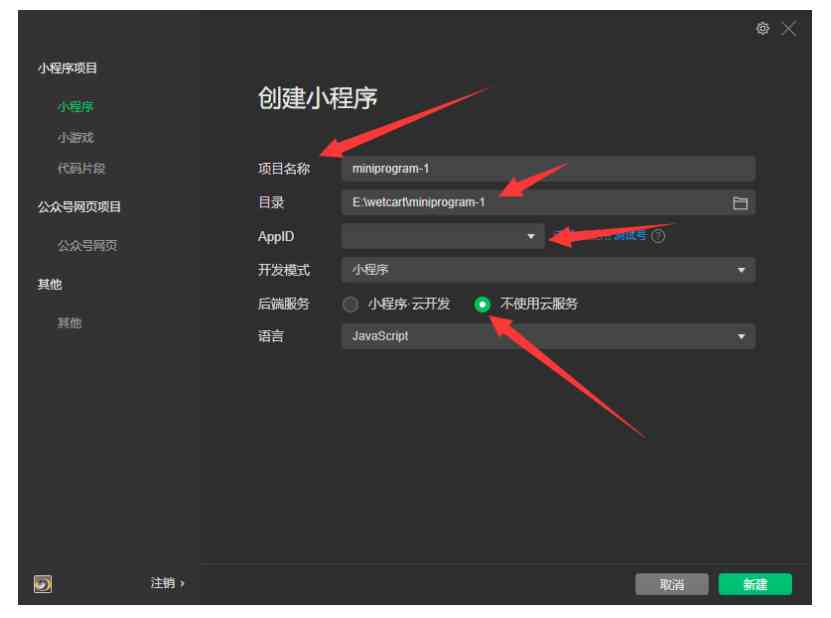 小程序项目
小程序
小游戏
代码片段
公众号网页项目
公众号网页
其他
其他
注销 ›
创建小程序
项目名称 miniprogram-1
目录 E:\wetcart\miniprogram-1
AppID 测试号 ?
开发模式 小程序
后端服务 小程序·云开发 不使用云服务
语言 JavaScript
取消 新建